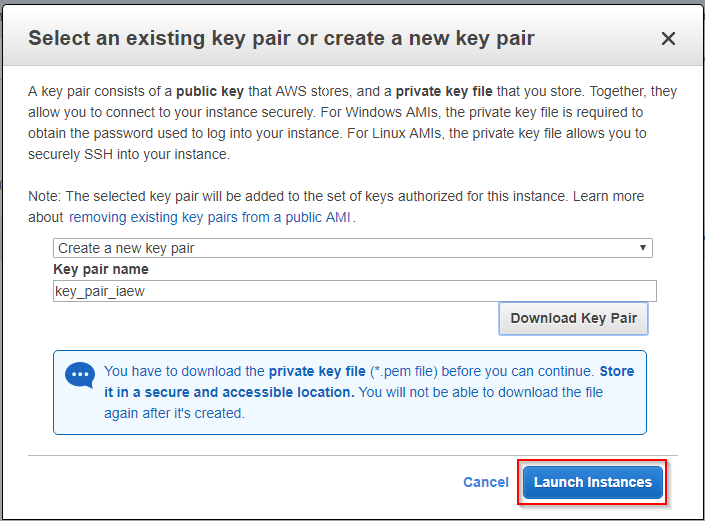 Select an existing key pair or create a new key pair
A key pair consists of a public key that AWS stores, and a private key file that you store. Together, they
allow you to connect to your instance securely. For Windows AMIs, the private key file is required to
obtain the password used to log into your instance. For Linux AMIs, the private key file allows you to
securely SSH into your instance.
Note: The selected key pair will be added to the set of keys authorized for this instance. Learn more
about removing existing key pairs from a public AMI.
Create a new key pair
Key pair name
key_pair_iaew
Download Key Pair
You have to download the private key file (*.pem file) before you can continue. Store
it in a secure and accessible location. You will not be able to download the file
again after it's created.
Cancel Launch Instances